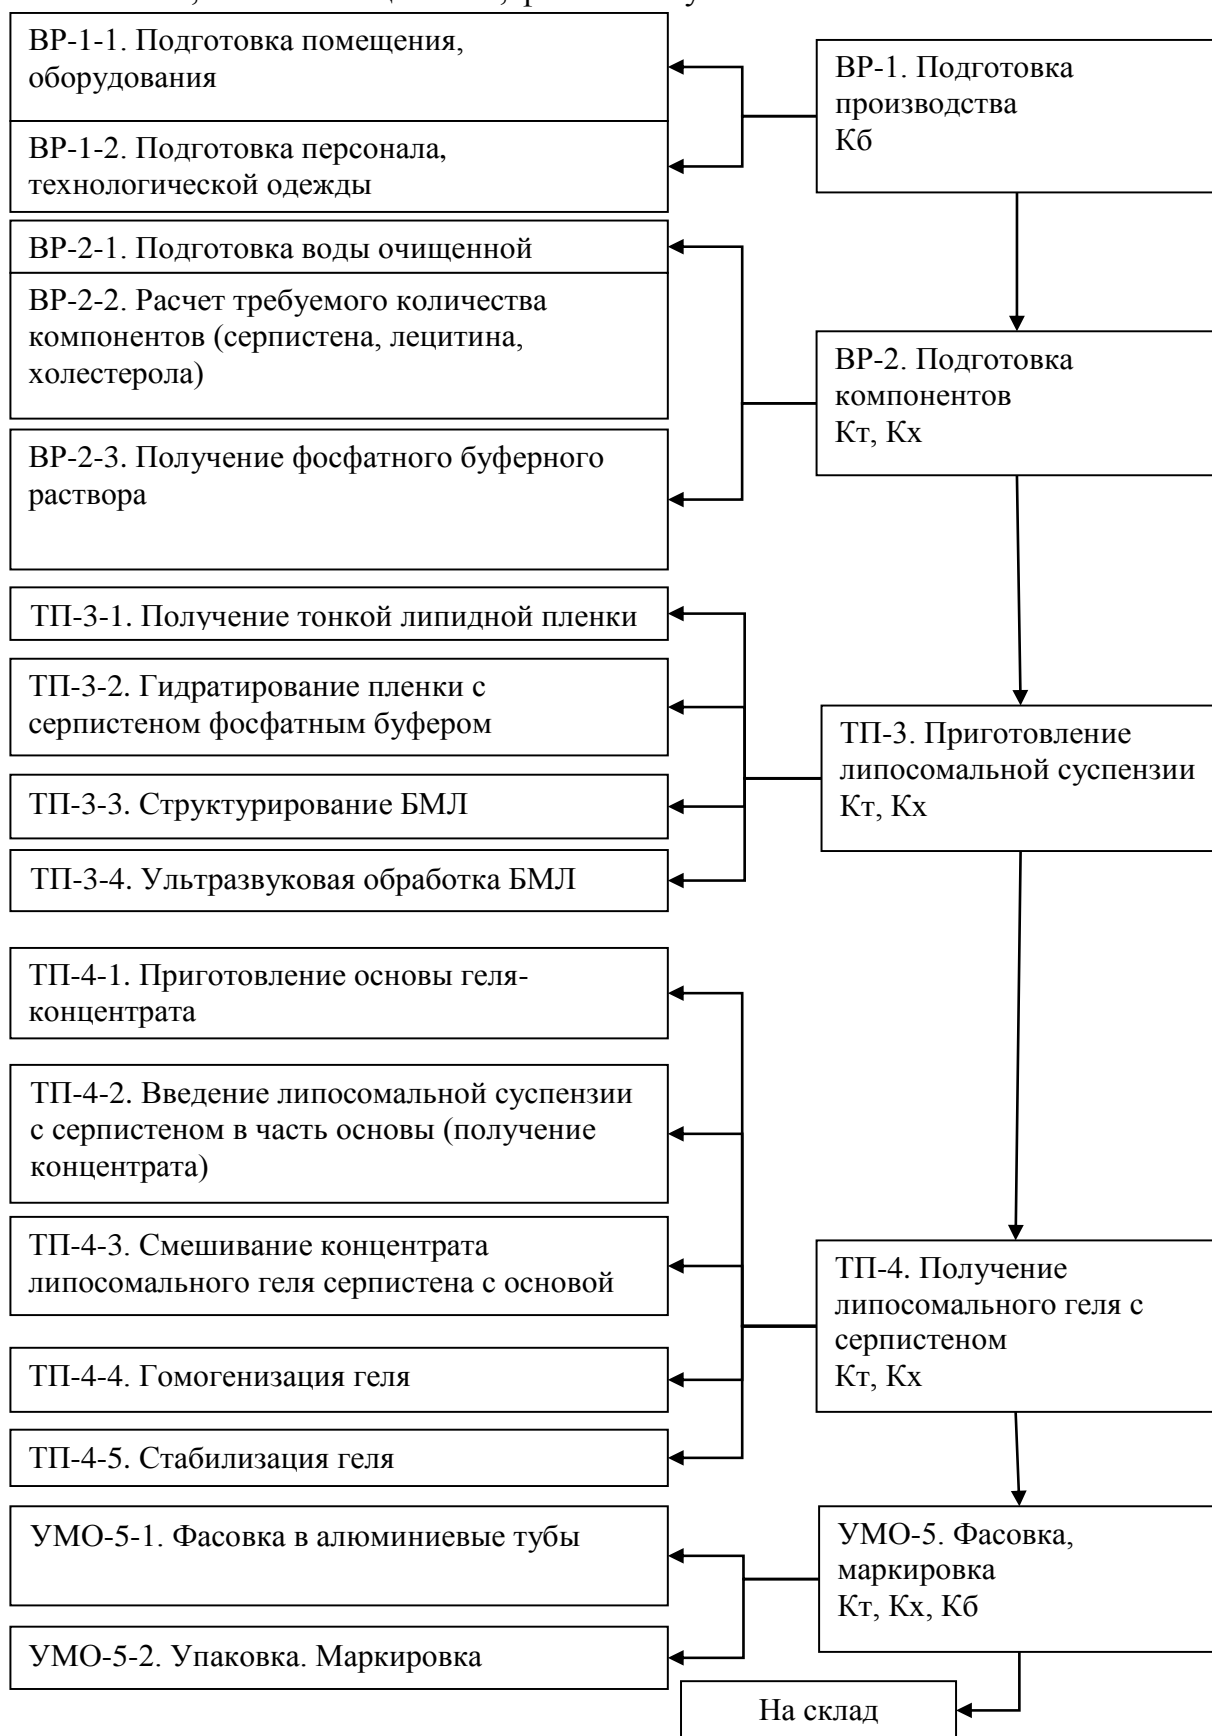 ВР-1-1. Подготовка помещения,
оборудования
ВР-1-2. Подготовка персонала,
технологической одежды
ВР-1. Подготовка
производства
Кб
ВР-2-1. Подготовка воды очищенной
ВР-2-2. Расчет требуемого количества
компонентов (серпистена, лецитина,
холестерола)
ВР-2-3. Получение фосфатного буферного
раствора
ВР-2. Подготовка
компонентов
Кт, Кх
ТП-3-1. Получение тонкой липидной пленки
ТП-3-2. Гидратирование пленки с
серпистеном фосфатным буфером
ТП-3-3. Структурирование БМЛ
ТП-3-4. Ультразвуковая обработка БМЛ
ТП-3. Приготовление
липосомальной суспензии
Кт, Кх
ТП-4-1. Приготовление основы геля-
концентрата
ТП-4-2. Введение липосомальной суспензии
с серпистеном в часть основы (получение
концентрата)
ТП-4-3. Смешивание концентрата
липосомального геля серпистена с основой
ТП-4-4. Гомогенизация геля
ТП-4-5. Стабилизация геля
ТП-4. Получение
липосомального геля с
серпистеном
Кт, Кх
УМО-5-1. Фасовка в алюминиевые тубы
УМО-5-2. Упаковка. Маркировка
УМО-5. Фасовка,
маркировка
Кт, Кх, Кб
На склад